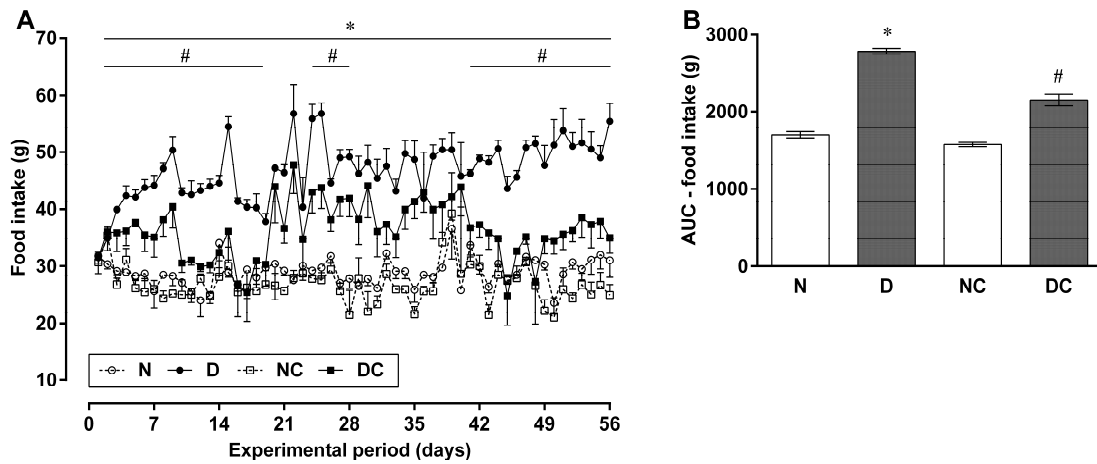 A
*
#
#
#
Food intake (g)
70
60
50
40
30
20
10
N
D
NC
DC
0
7
14
21
28
35
42
49
56
Experimental period (days)
B
AUC - food intake (g)
3000
2000
1000
0
*
#
N
D
NC
DC